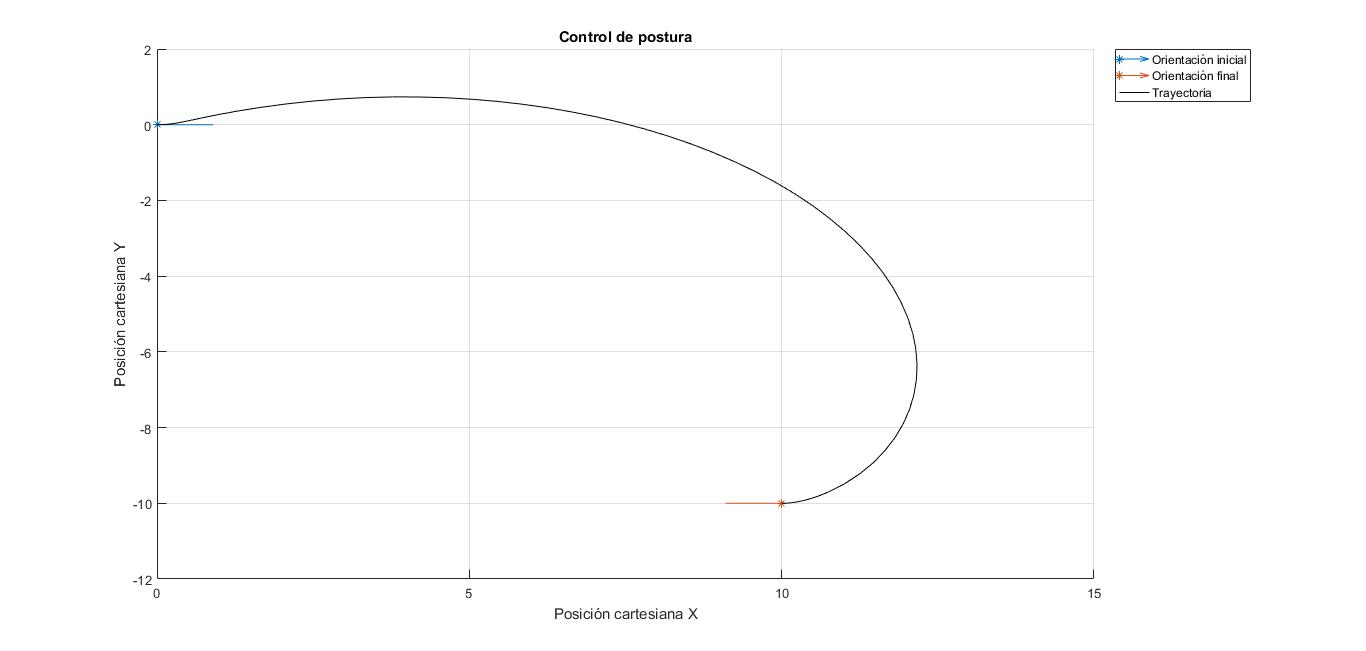 Control de postura
Orientación inicial
Orientación final
Trayectoria
2
0
-2
-4
-6
-8
-10
-12
Posición cartesiana Y
0 5 10 15
Posición cartesiana X